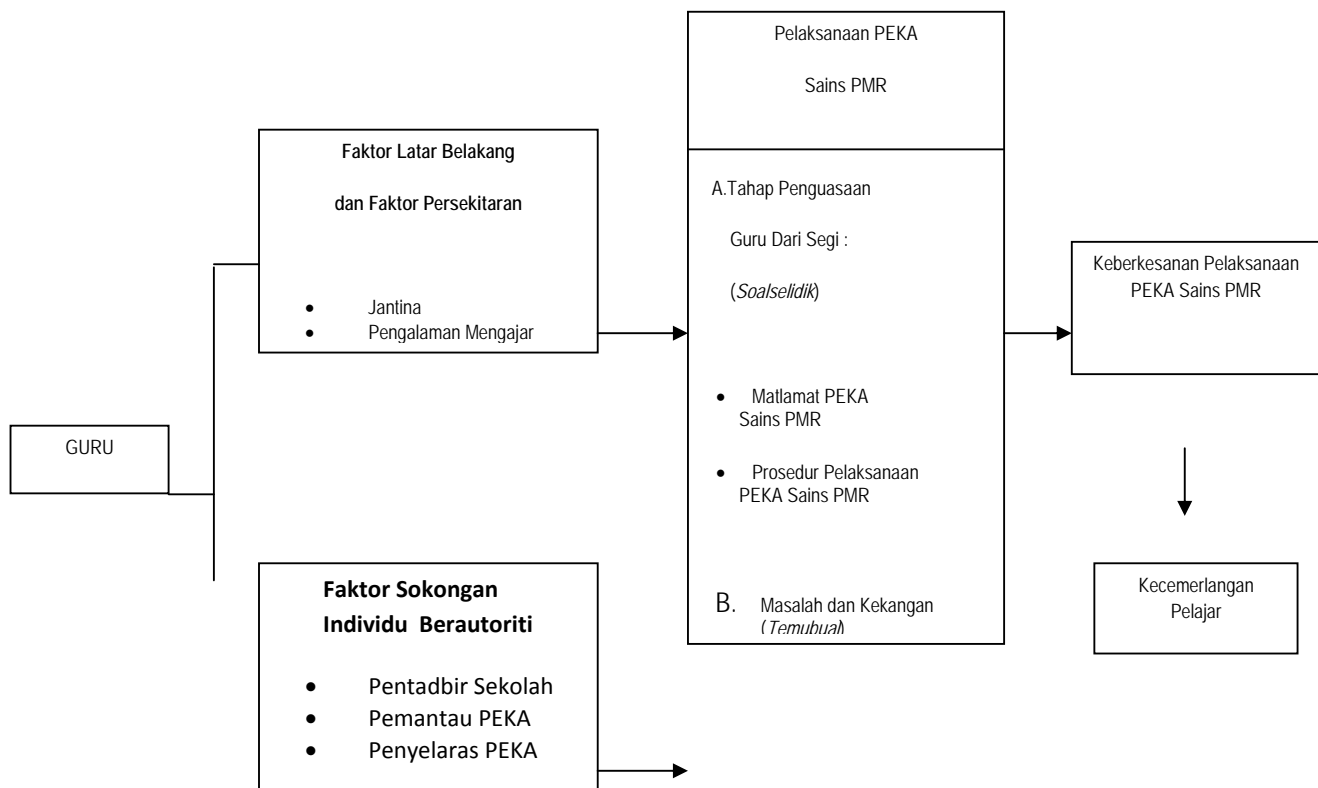 GURU
Faktor Latar Belakang
dan Faktor Persekitaran
• Jantina
• Pengalaman Mengajar
Faktor Sokongan
Individu Berautoriti
• Pentadbir Sekolah
• Pemantau PEKA
• Penyelaras PEKA
Pelaksanaan PEKA
Sains PMR
A.Tahap Penguasaan
Guru Dari Segi :
(Soalselidik)
• Matlamat PEKA
Sains PMR
• Prosedur Pelaksanaan
PEKA Sains PMR
B. Masalah dan Kekangan
(Temubual)
Keberkesanan Pelaksanaan
PEKA Sains PMR
Kecemerlangan
Pelajar